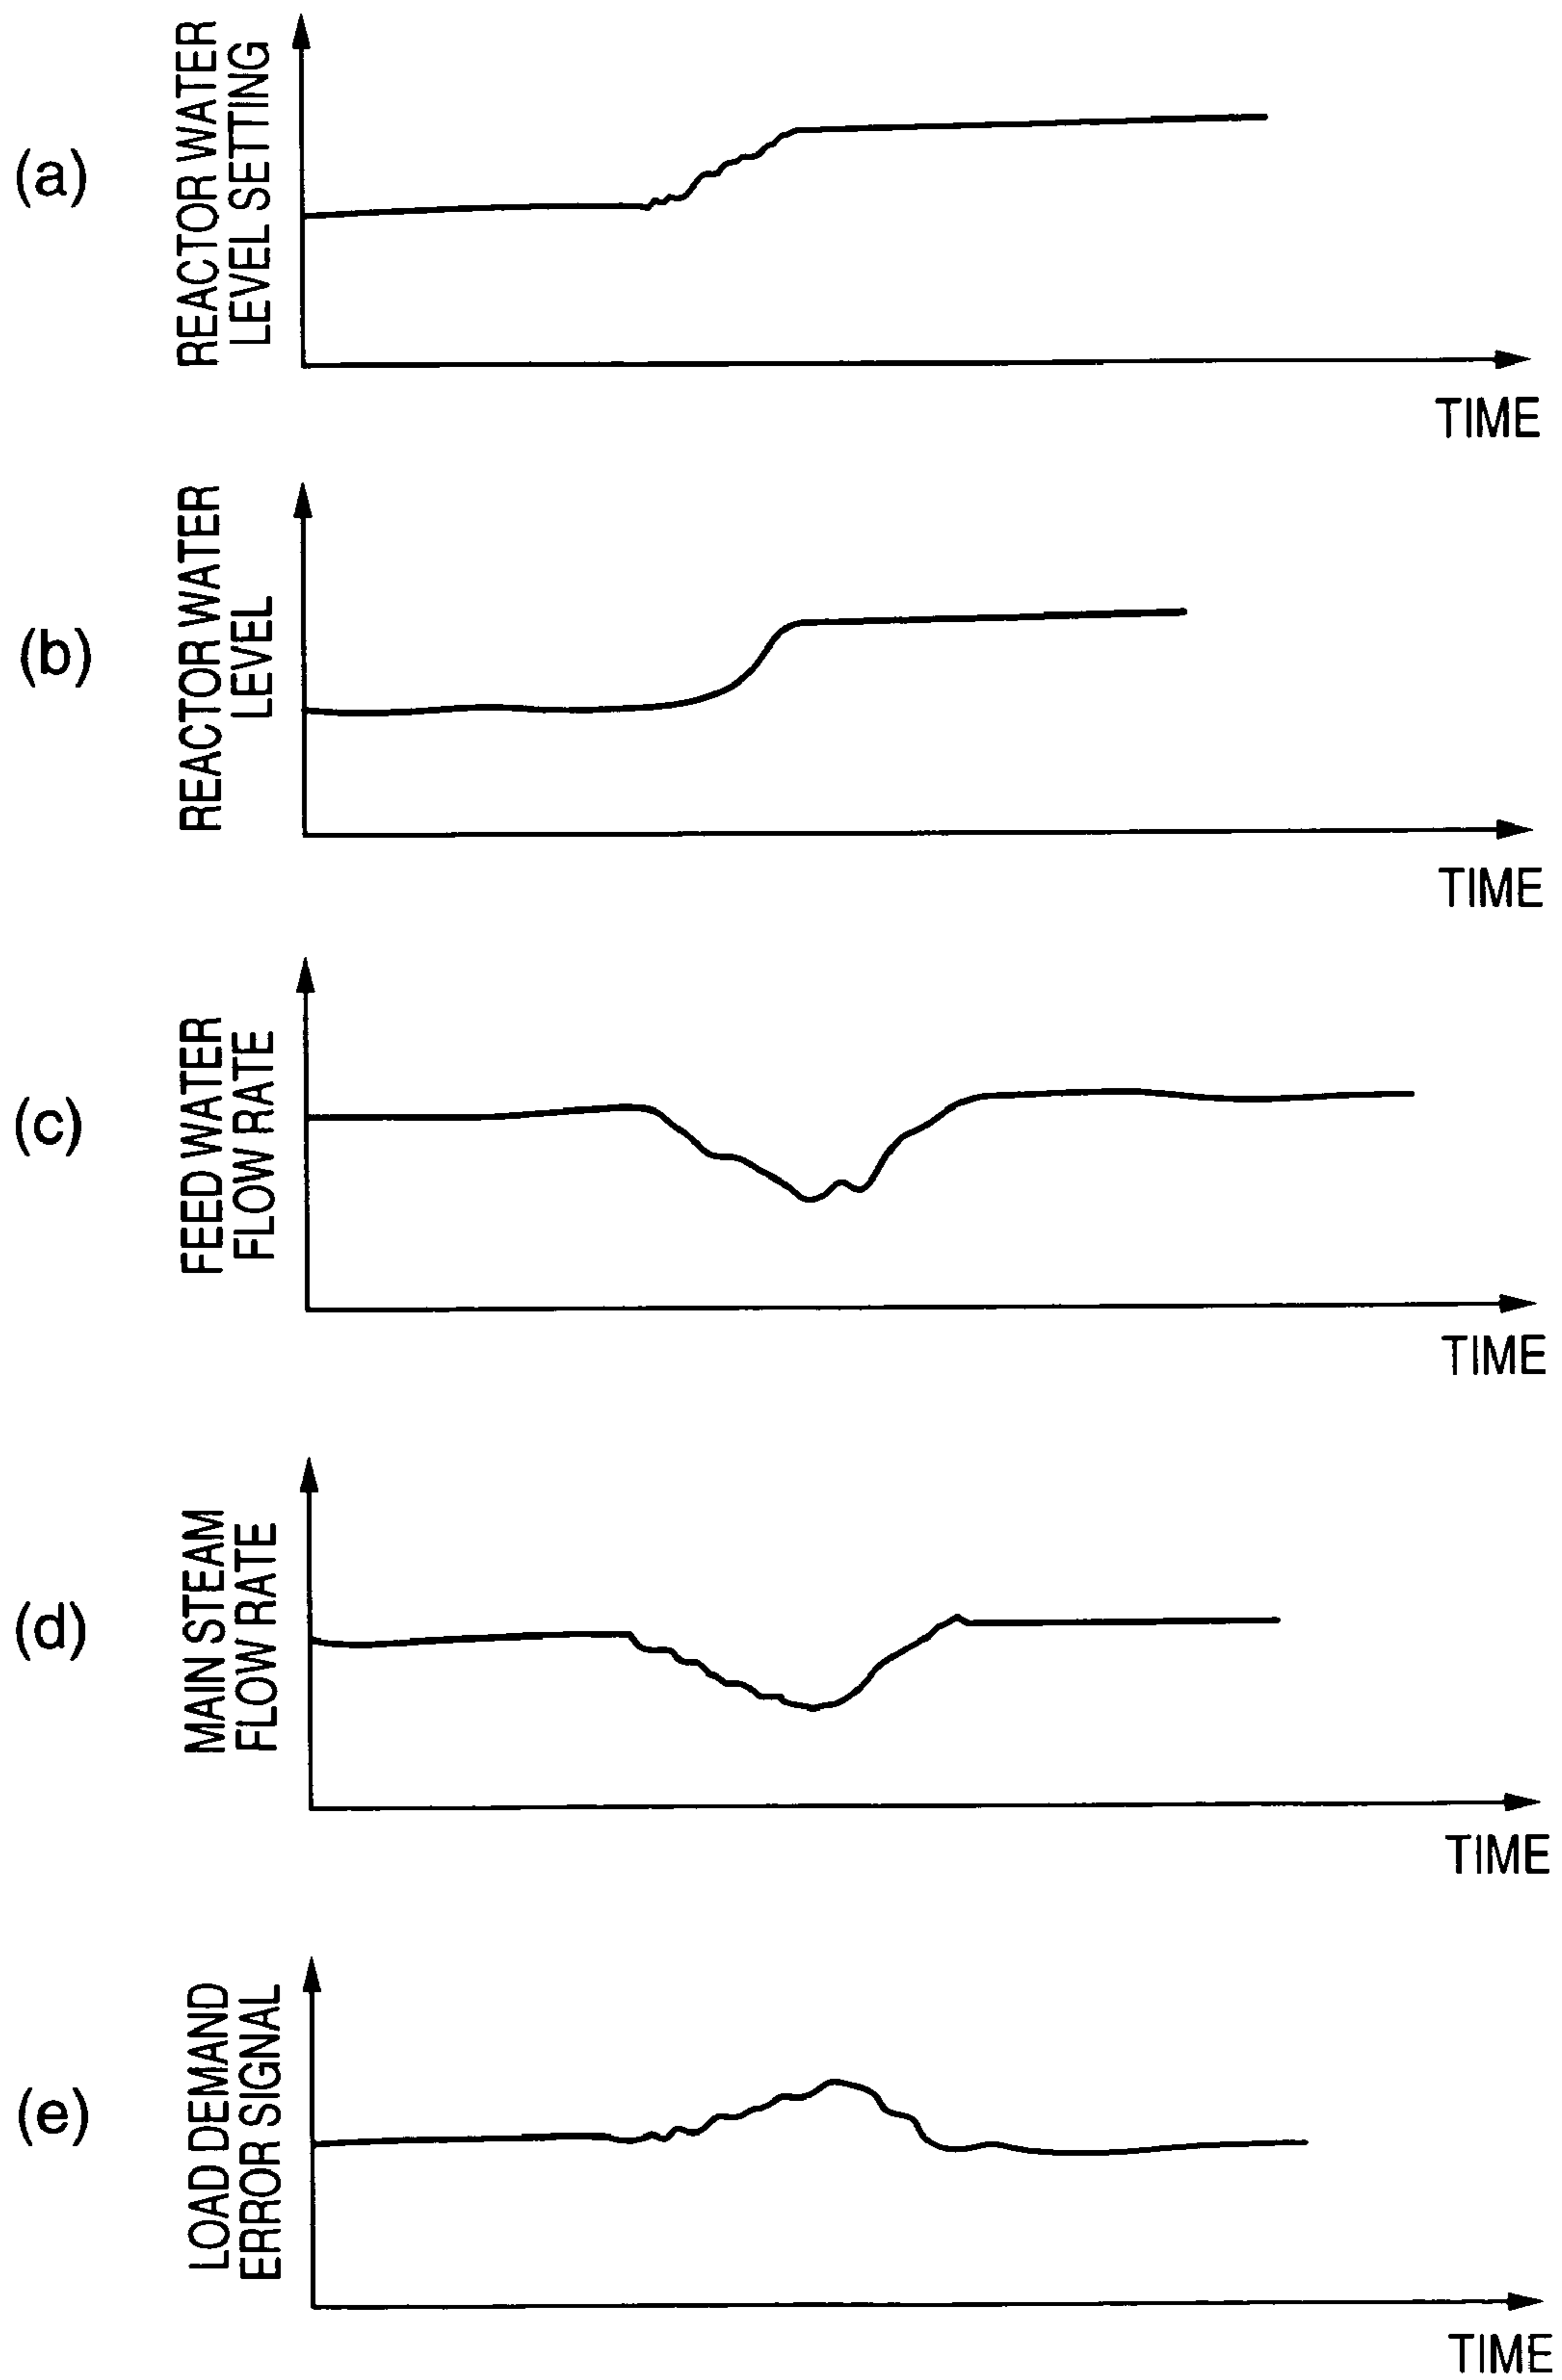 (a)
REACTOR WATER
LEVEL SETTING
TIME
(b)
REACTOR WATER
LEVEL
TIME
(c)
FEED WATER
FLOW RATE
TIME
(d)
MAIN STEAM
FLOW RATE
TIME
(e)
LOAD DEMAND
ERROR SIGNAL
TIME